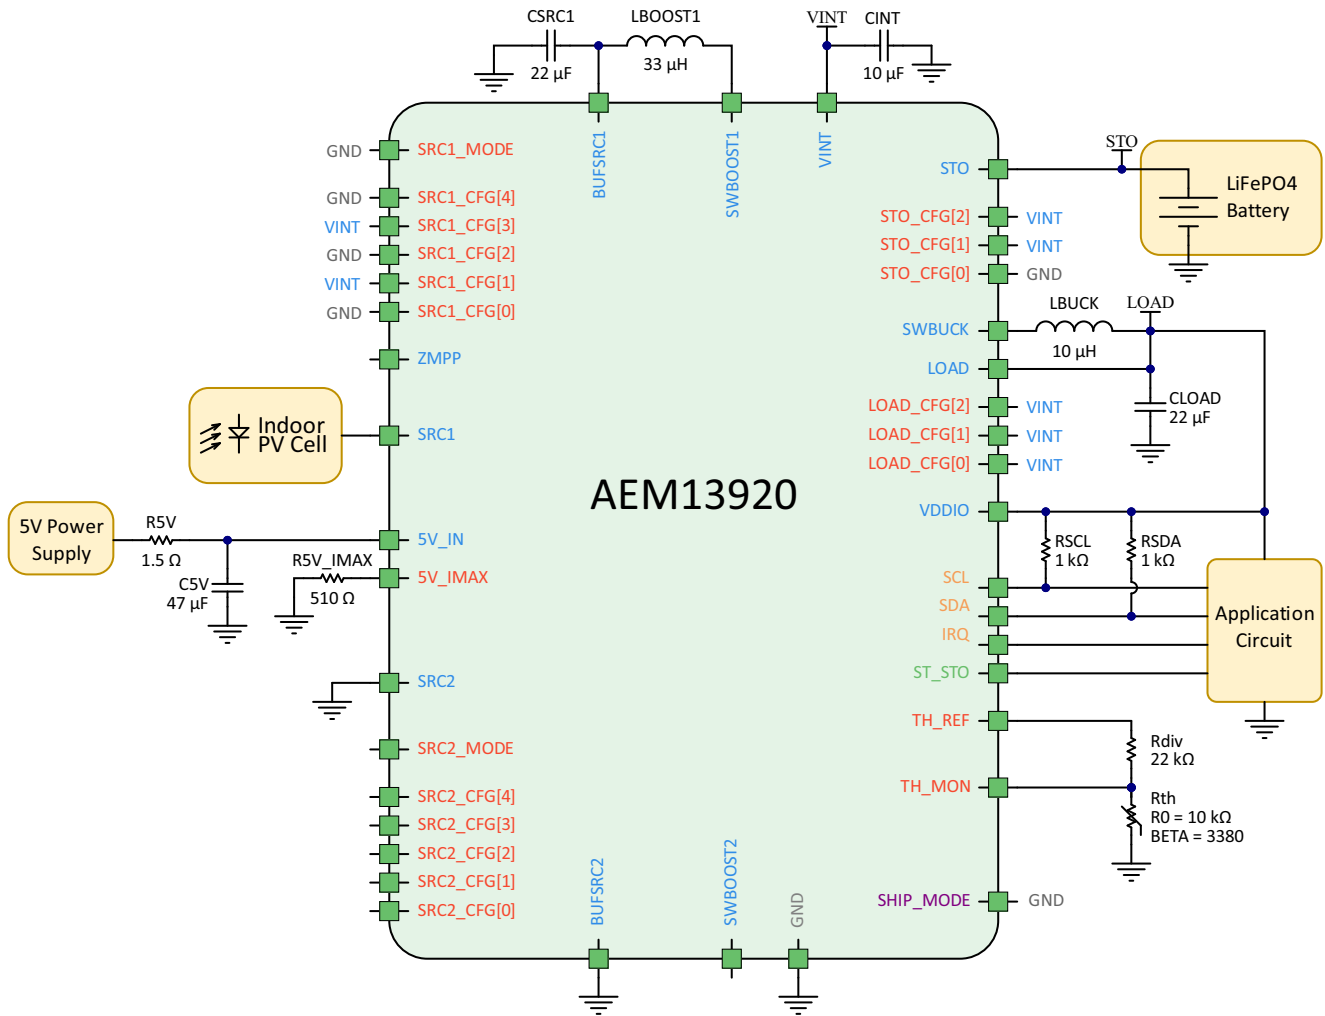 CSRC1
22 µF
LBOOST1
33 µH
VINT
CINT
10 µF
BUFSRC1
SWBOOST1
VINT
GND SRC1_MODE
GND SRC1_CFG[4]
VINT SRC1_CFG[3]
GND SRC1_CFG[2]
VINT SRC1_CFG[1]
GND SRC1_CFG[0]
ZMPP
Indoor
PV Cell
SRC1
5V Power
Supply
R5V
1.5 Ω
C5V
47 µF
5V_IN
R5V_IMAX
510 Ω
5V_IMAX
SRC2
SRC2_MODE
SRC2_CFG[4]
SRC2_CFG[3]
SRC2_CFG[2]
SRC2_CFG[1]
SRC2_CFG[0]
AEM13920
STO
STO
LiFePO4
Battery
STO_CFG[2] VINT
STO_CFG[1] VINT
STO_CFG[0] GND
SWBUCK
LBUCK
10 µH
LOAD
LOAD
CLOAD
22 µF
LOAD_CFG[2] VINT
LOAD_CFG[1] VINT
LOAD_CFG[0] VINT
VDDIO
RSCL
1 kΩ
RSDA
1 kΩ
SCL
SDA
IRQ
ST_STO
Application
Circuit
TH_REF
Rdiv
22 kΩ
TH_MON
Rth
R0 = 10 kΩ
BETA = 3380
SHIP_MODE GND
BUFSRC2
SWBOOST2
GND